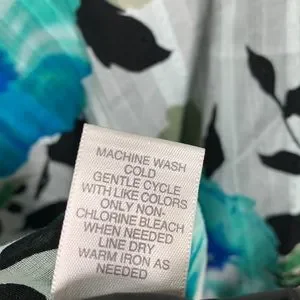 MACHINE WASH
COLD
GENTLE CYCLE
WITH LIKE COLORS
ONLY NON-
CHLORINE BLEACH
WHEN NEEDED
LINE DRY
WARM IRON AS
NEEDED